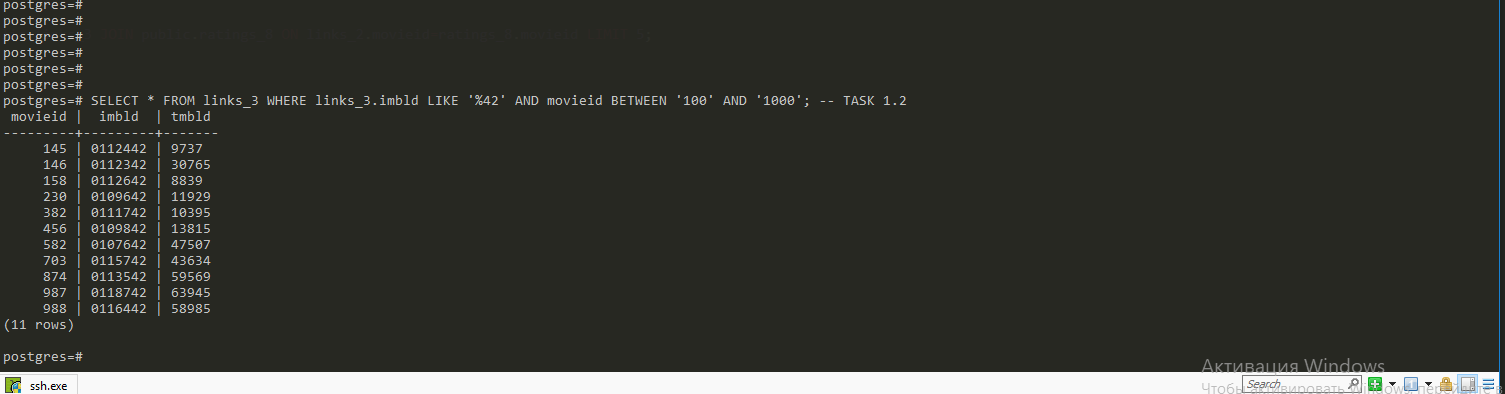 postgres=#
postgres=#
postgres=#
postgres=#
postgres=#
postgres=#
postgres=# SELECT * FROM links_3 WHERE links_3.imbld LIKE '%42' AND movieid BETWEEN '100' AND '1000'; -- TASK 1.2
 movieid |  imbld  | tmbld
---------+---------+-------
     145 | 0112442 | 9737
     146 | 0112342 | 30765
     158 | 0112642 | 8839
     230 | 0109642 | 11929
     382 | 0111742 | 10395
     456 | 0109842 | 13815
     582 | 0107642 | 47507
     703 | 0115742 | 43634
     874 | 0113542 | 59569
     987 | 0118742 | 63945
     988 | 0116442 | 58985
(11 rows)
postgres=#
Активация Windows
ssh.exe
Search
Чтобы активировать Windows, перейдите в